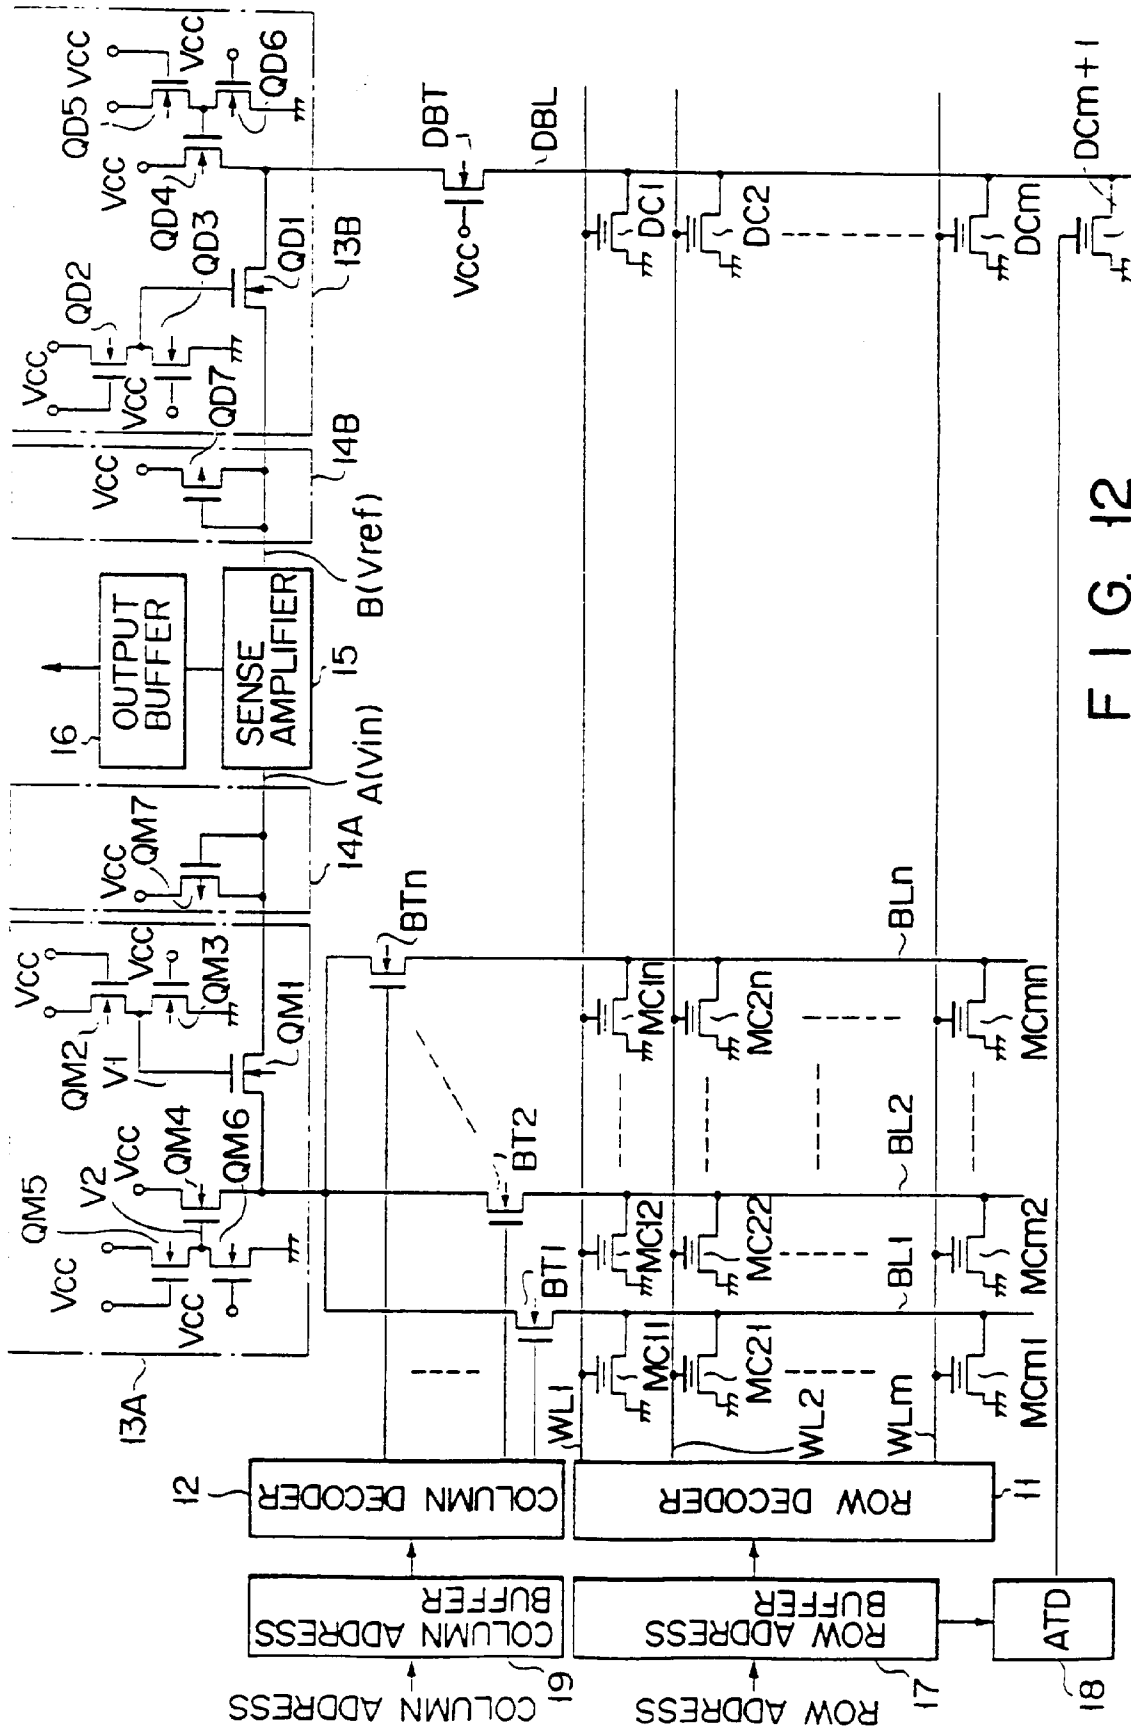 QM5
VCC
V2
VCC
QM4
QM6
VCC
QM2
V1
VCC
VCC
QM3
QM1
13A
VCC
QM7
14A
A(Vin)
16
OUTPUT
BUFFER
SENSE
AMPLIFIER
15
B(Vref)
VCC
14B
QD7
VCC
QD2
VCC
QD3
QD1
13B
VCC
QD4
QD5
VCC
VCC
QD6
COLUMN ADDRESS
COLUMN ADDRESS
BUFFER
19
COLUMN DECODER
12
BT1
BT2
BTn
DBT
VCC
DBL
ROW ADDRESS
ROW ADDRESS
BUFFER
17
ROW DECODER
11
WL1
MC11
MC12
MC1n
DC1
WL2
MC21
MC22
MC2n
DC2
BL1
BL2
BLn
WLm
MCm1
MCm2
MCmn
DCm
ATD
18
DCm+1
FIG. 12